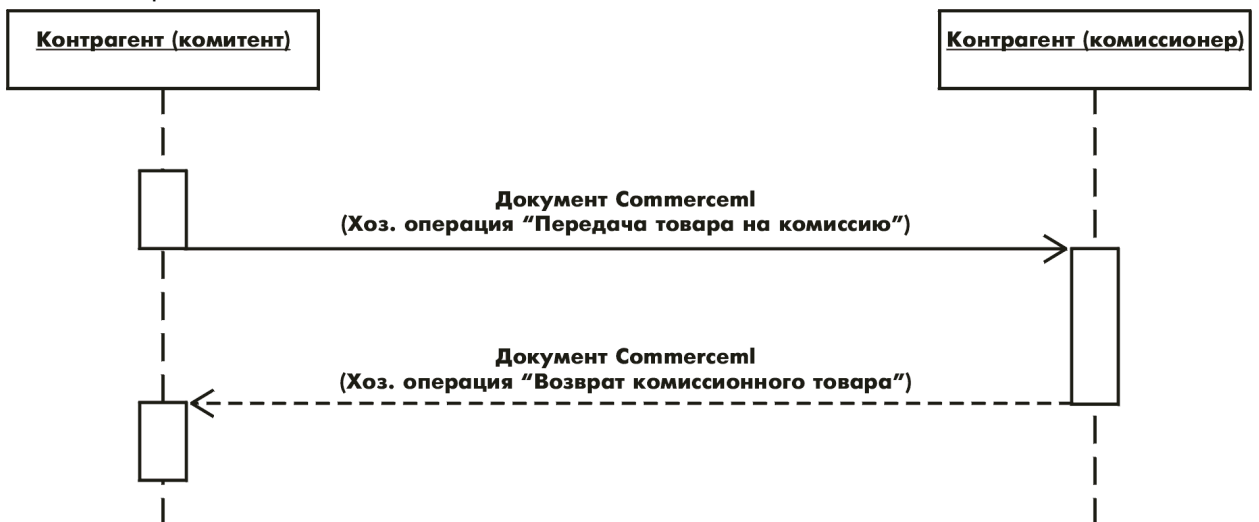 Контрагент (комитент)
Контрагент (комиссионер)
Документ Commerceml
(Хоз. операция “Передача товара на комиссию”)
Документ Commerceml
(Хоз. операция “Возврат комиссионного товара”)